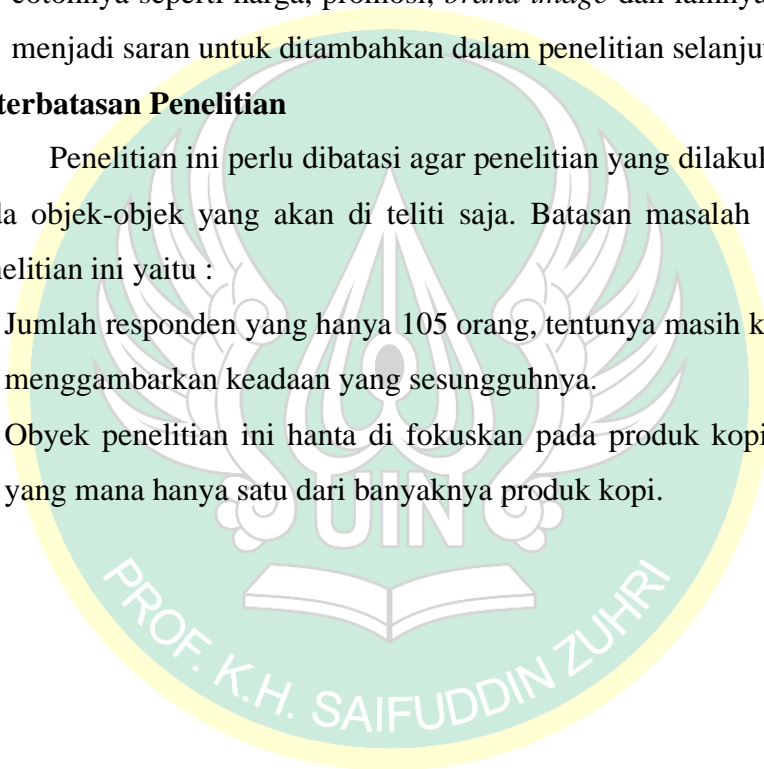 seperti harga, promosi, brand image dan lainnya
menjadi saran untuk ditambahkan dalam penelitian selanju
terbatasan Penelitian
Penelitian ini perlu dibatasi agar penelitian yang dilaku
da objek-objek yang akan di teliti saja. Batasan masalah
nelitian ini yaitu :
Jumlah responden yang hanya 105 orang, tentunya masih k
menggambarkan keadaan yang sesungguhnya.
Obyek penelitian ini hanta di fokuskan pada produk kopi
yang mana hanya satu dari banyaknya produk kopi.
UIN
PROF. K.H. SAIFUDDIN ZUHRI